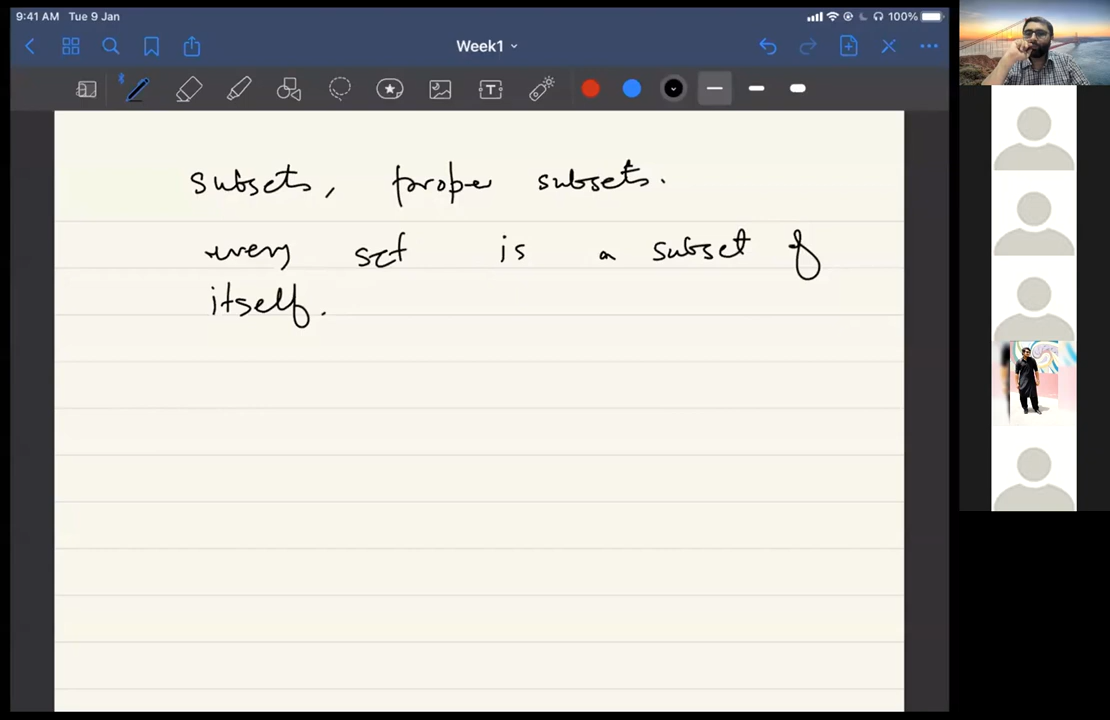 9:41 AM Tue 9 Jan
100%
Week1
subsets, proper subsets.
every set is a subset of
itself.